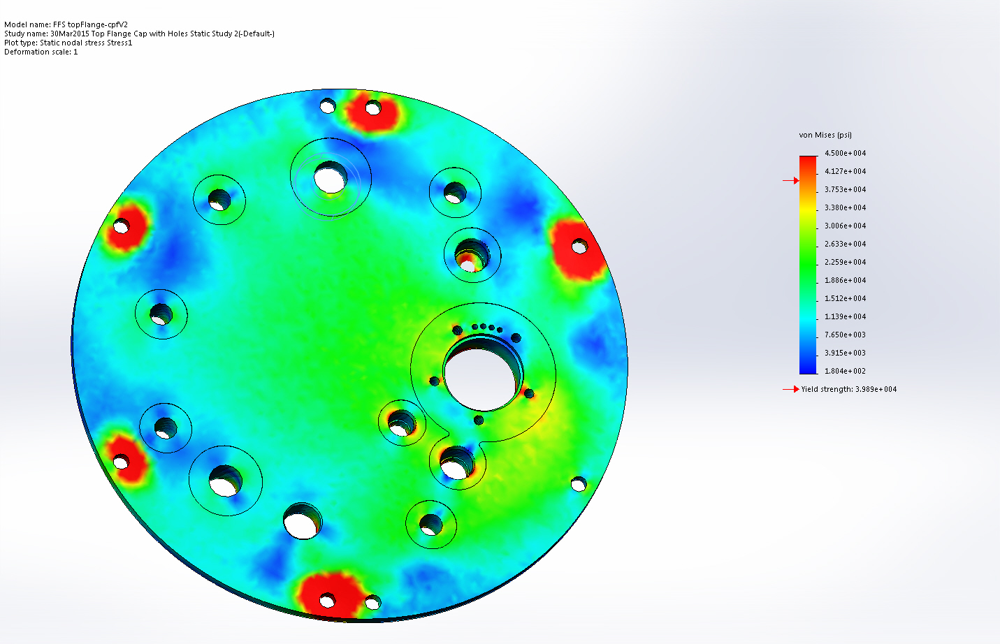 Model name: FFS topFlange-cpfV2
Study name: 30Mar2015 Top Flange Cap with Holes Static Study 2(-Default-)
Plot type: Static nodal stress Stress1
Deformation scale: 1
von Mises (psi)
4.500e+004
4.127e+004
3.753e+004
3.380e+004
3.006e+004
2.633e+004
2.259e+004
1.886e+004
1.512e+004
1.139e+004
7.650e+003
3.915e+003
1.804e+002
Yield strength: 3.989e+004